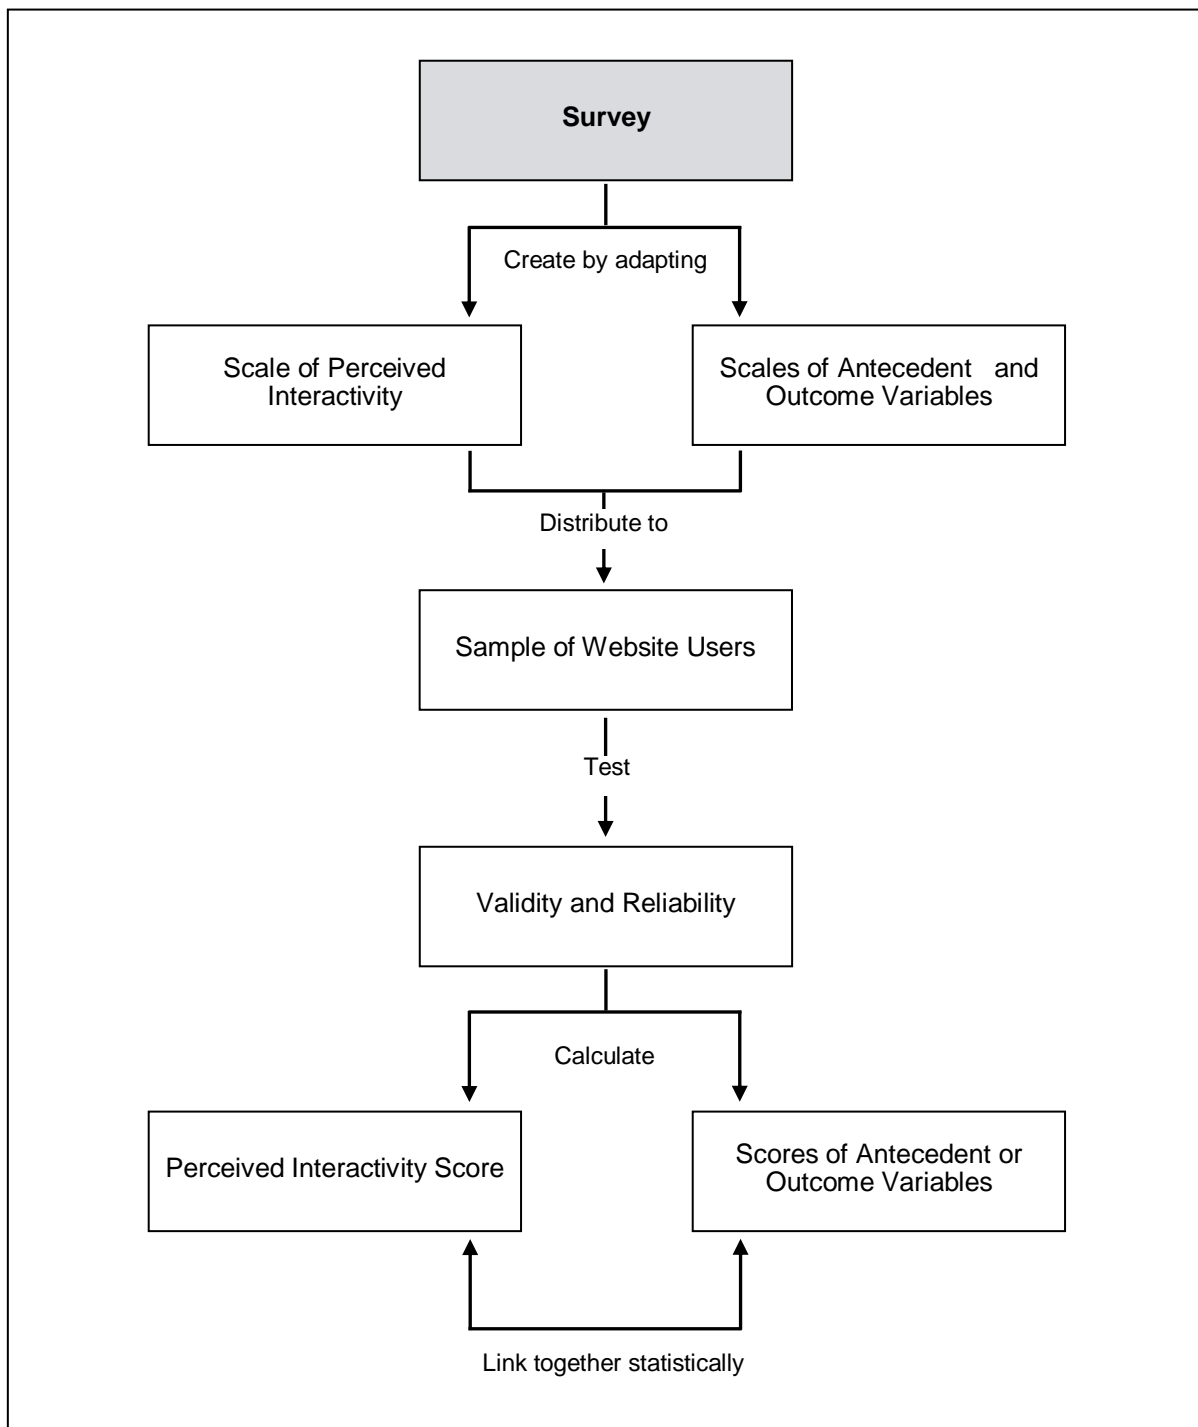 Survey
Create by adapting
Scale of Perceived
Interactivity
Scales of Antecedent and
Outcome Variables
Distribute to
Sample of Website Users
Test
Validity and Reliability
Calculate
Perceived Interactivity Score
Scores of Antecedent or
Outcome Variables
Link together statistically